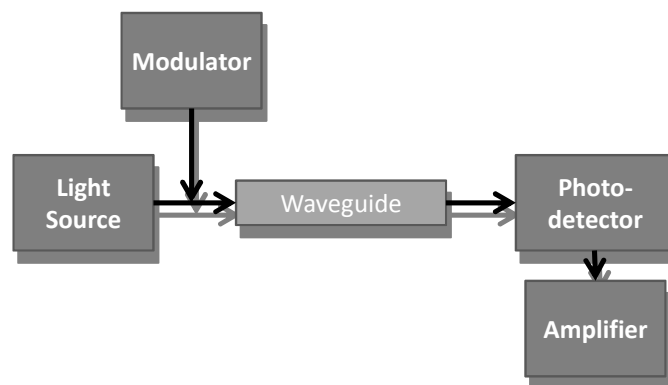 Modulator
Light
Source
Waveguide
Photo-
detector
Amplifier